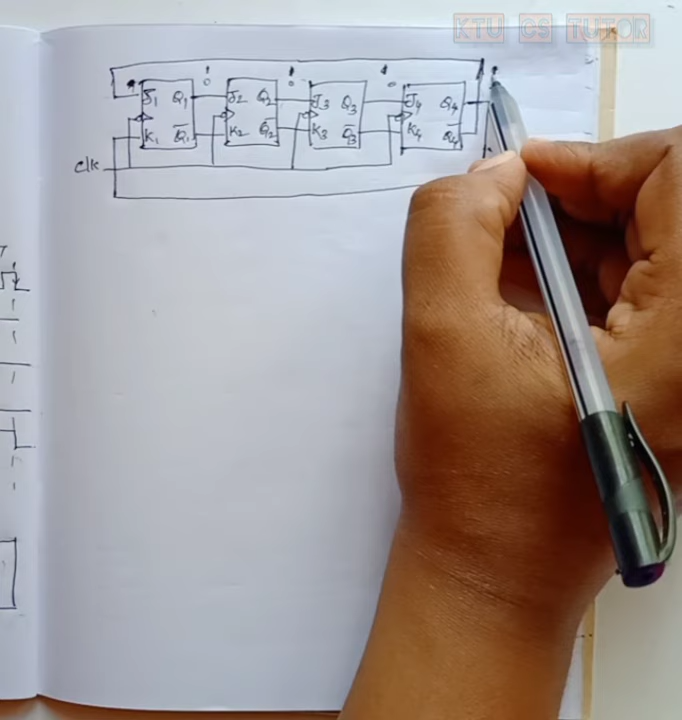 KTU CS TUTOR
J1 Q1 J2 Q2 J3 Q3 J4 Q4
K1 Q̅1 K2 Q̅2 K3 Q̅3 K4 Q̅4
Clk